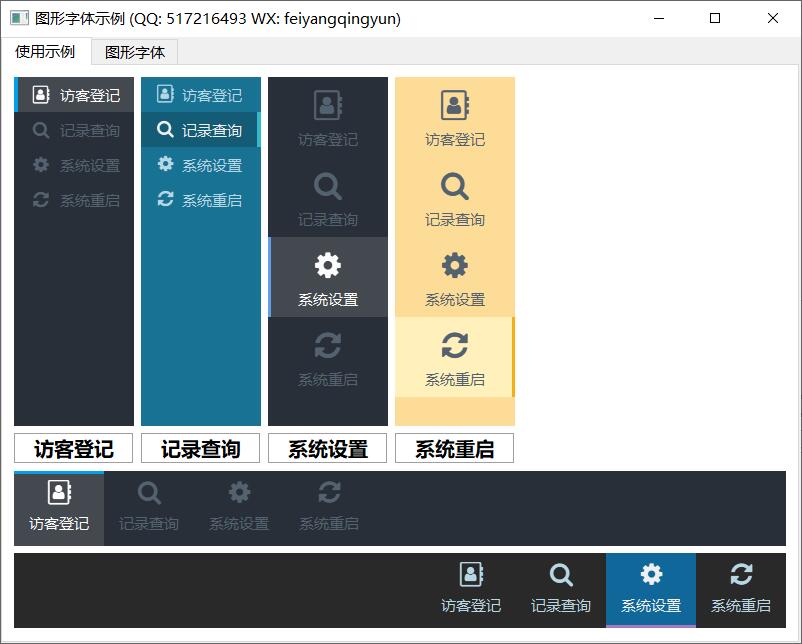 图形字体示例 (QQ: 517216493 WX: feiyangqingyun)
使用示例 图形字体
访客登记
记录查询
系统设置
系统重启
访客登记
记录查询
系统设置
系统重启
访客登记
记录查询
系统设置
系统重启
访客登记
记录查询
系统设置
系统重启
访客登记 记录查询 系统设置 系统重启
访客登记 记录查询 系统设置 系统重启
访客登记 记录查询 系统设置 系统重启